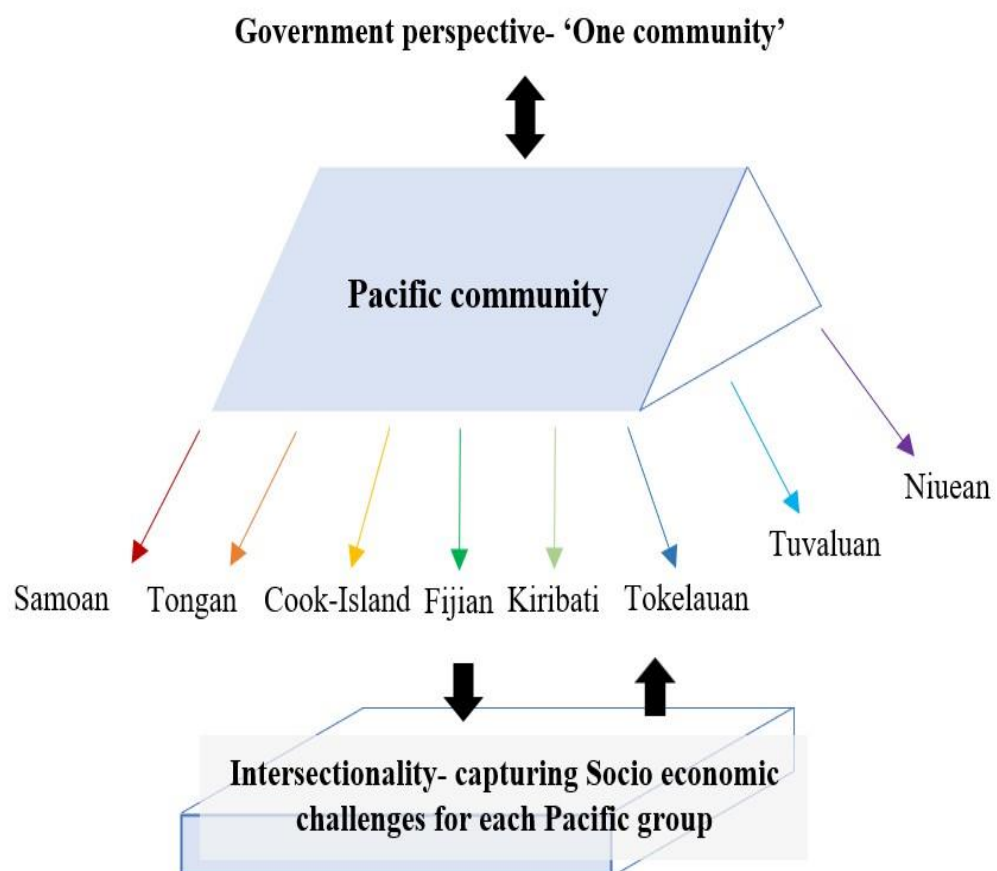 Government perspective- ‘One community’
Pacific community
Niuean
Tuvaluan
Samoan Tongan Cook-Island Fijian Kiribati Tokelauan
Intersectionality- capturing Socio economic
challenges for each Pacific group